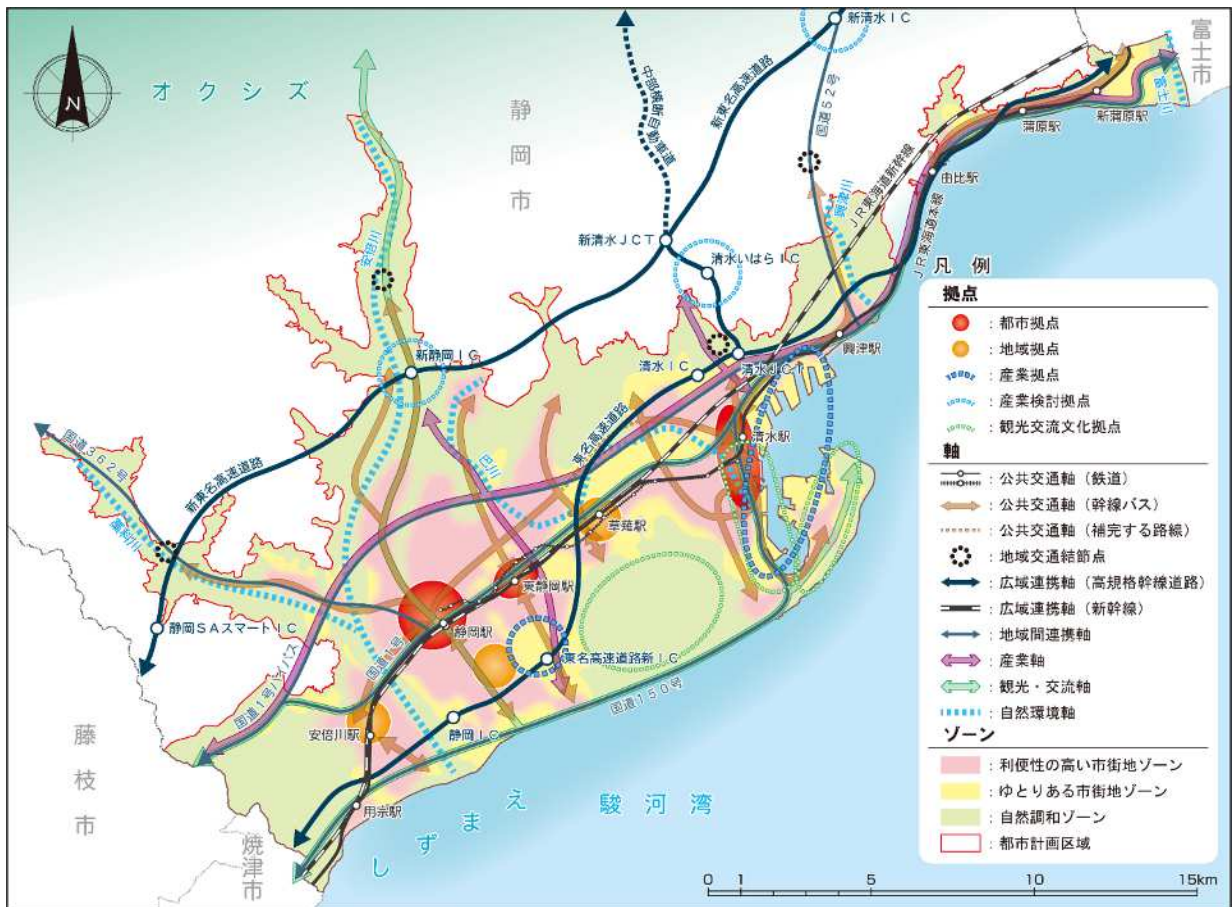 新清水ＩＣ
富士市
富士川
オクシズ
静岡市
中部横断自動車道
新東名高速道路
国道５２号
新蒲原駅
蒲原駅
由比駅
ＪＲ東海道新幹線
ＪＲ東海道本線
興津川
安倍川
新清水ＪＣＴ
清水いはらＩＣ
興津駅
新静岡ＩＣ
清水ＩＣ
清水ＪＣＴ
東名高速道路
清水駅
国道３６２号
新東名高速道路
巴川
藁科川
草薙駅
東静岡駅
静岡駅
静岡ＳＡスマートＩＣ
国道１号
東名高速道路新ＩＣ
国道１号バイパス
国道１５０号
安倍川駅
静岡ＩＣ
用宗駅
藤枝市
焼津市
しずまえ
駿河湾
N
凡例
拠点
：都市拠点
：地域拠点
：産業拠点
：産業検討拠点
：観光交流文化拠点
軸
：公共交通軸（鉄道）
：公共交通軸（幹線バス）
：公共交通軸（補完する路線）
：地域交通結節点
：広域連携軸（高規格幹線道路）
：広域連携軸（新幹線）
：地域間連携軸
：産業軸
：観光・交流軸
：自然環境軸
ゾーン
：利便性の高い市街地ゾーン
：ゆとりある市街地ゾーン
：自然調和ゾーン
：都市計画区域
0 1 5 10 15km